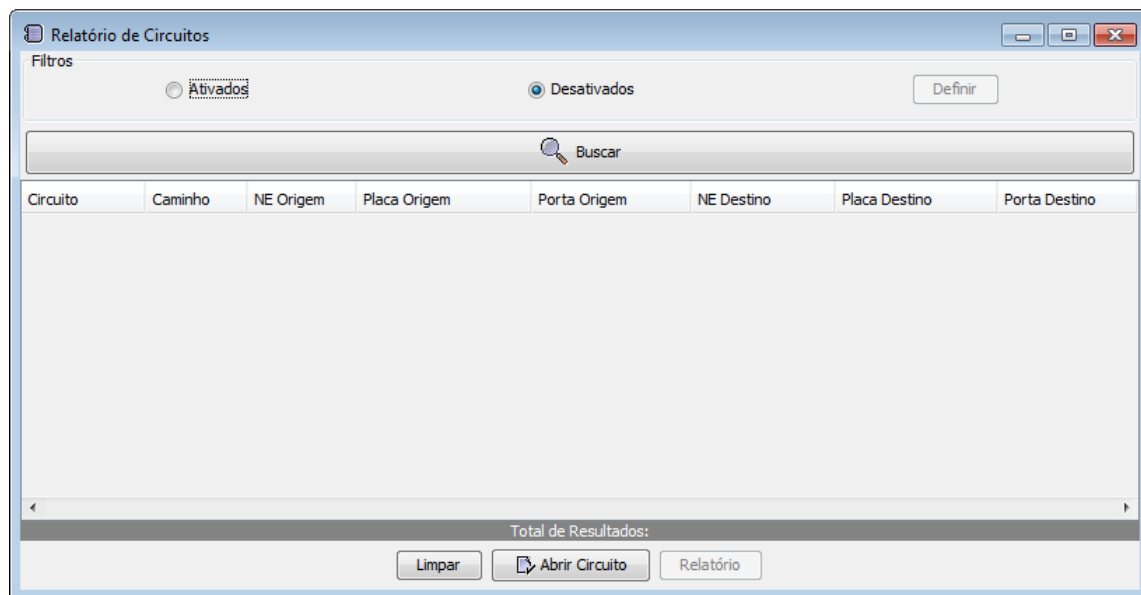 Relatório de Circuitos
Filtros
Ativados Desativados Definir
Buscar
Circuito Caminho NE Origem Placa Origem Porta Origem NE Destino Placa Destino Porta Destino
Total de Resultados:
Limpar Abrir Circuito Relatório